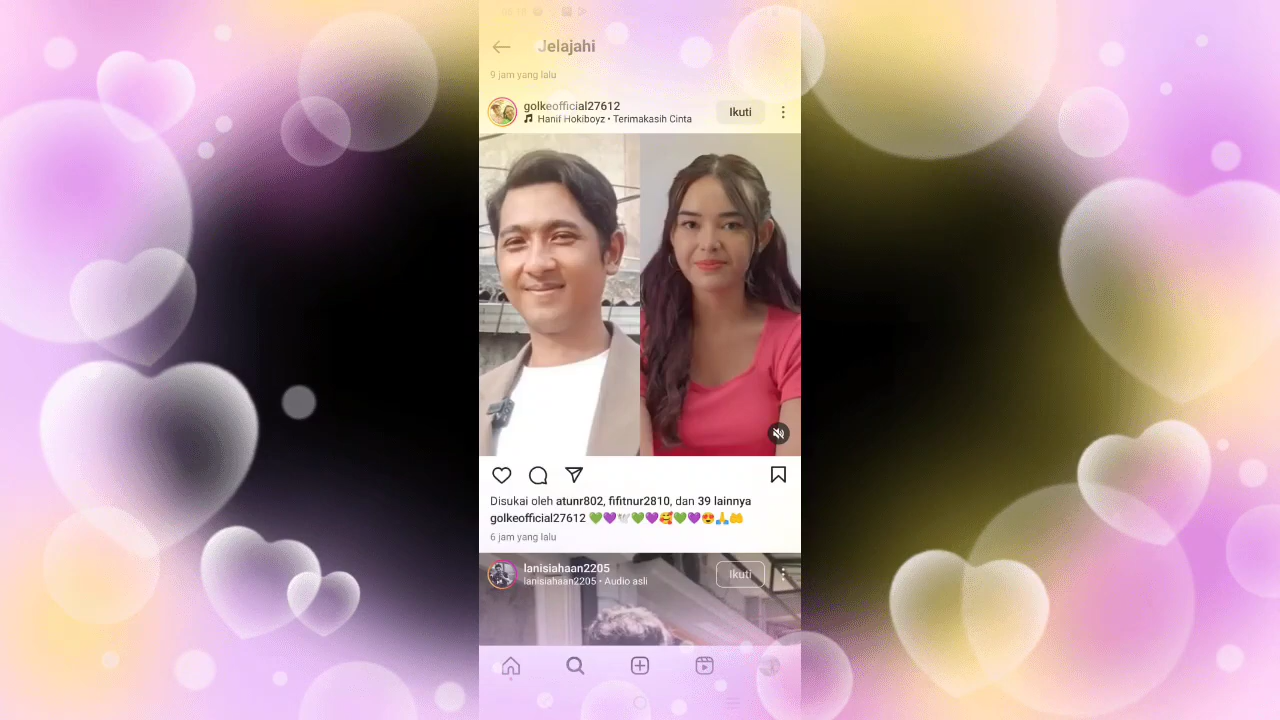 Jelajahi
9 jam yang lalu
golkeofficial27612
Hanif Hokiboyz • Terimakasih Cinta
Ikuti
Disukai oleh atunr802, fifitnur2810, dan 39 lainnya
golkeofficial27612 💚💜🕊️💚💜🥰💚💜😍🙏🤲
6 jam yang lalu
lanisiahaan2205
lanisiahaan2205 • Audio asli
Ikuti